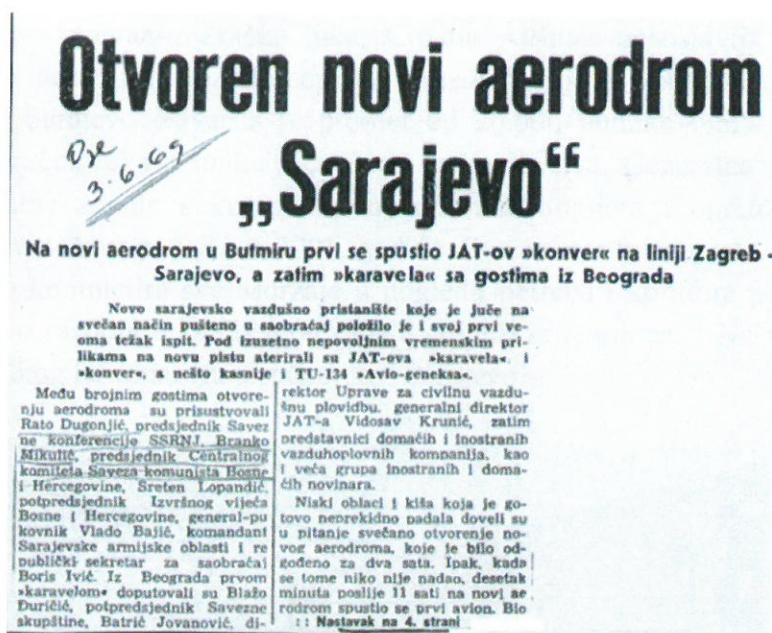 Otvoren novi aerodrom
3.6.69
„Sarajevo“
Na novi aerodrom u Butmiru prvi se spustio JAT-ov »konver« na liniji Zagreb -
Sarajevo, a zatim »karavela« sa gostima iz Beograda
Novo sarajevsko vazdušno pristanište koje je juče na
svečan način pušteno u saobraćaj položilo je i svoj prvi ve-
oma težak ispit. Pod izuzetno nepovoljnim vremenskim pri-
likama na novu pistu aterirali su JAT-ova »karavela« i
»konver«, a nešto kasnije i TU-134 »Avio-geneksa«.
Među brojnim gostima otvore-
nju aerodroma su prisustvovali
Rato Dugonjić, predsjednik Savez
ne konferencije SSRNJ, Branko
Mikulić, predsjednik Centralnog
komiteta Saveza komunista Bosne
i Hercegovine, Sreten Lopandić,
potpredsjednik Izvršnog vijeća
Bosne i Hercegovine, general-pu
kovnik Vlado Bajić, komandant
Sarajevske armijske oblasti i re
publički sekretar za saobraćaj
Boris Ivić. Iz Beograda prvom
»karavelom« doputovali su Blažo
Đuričić, potpredsjednik Savezne
skupštine, Batrić Jovanović, di-
rektor Uprave za civilnu vazdu-
šnu plovidbu, generalni direktor
JAT-a Vidosav Krunić, zatim
predstavnici domaćih i inostranih
vazduhoplovnih kompanija, kao
i veća grupa inostranih i doma-
ćih novinara.
Niski oblaci i kiša koja je go-
tovo neprekidno padala doveli su
u pitanje svečano otvorenje no-
vog aerodroma, koje je bilo od-
gođeno za dva sata. Ipak, kada
se tome niko nije nadao, desetak
minuta poslije 11 sati na novi ae
rodrom spustio se prvi avion. Bio
:: Nastavak na 4. strani